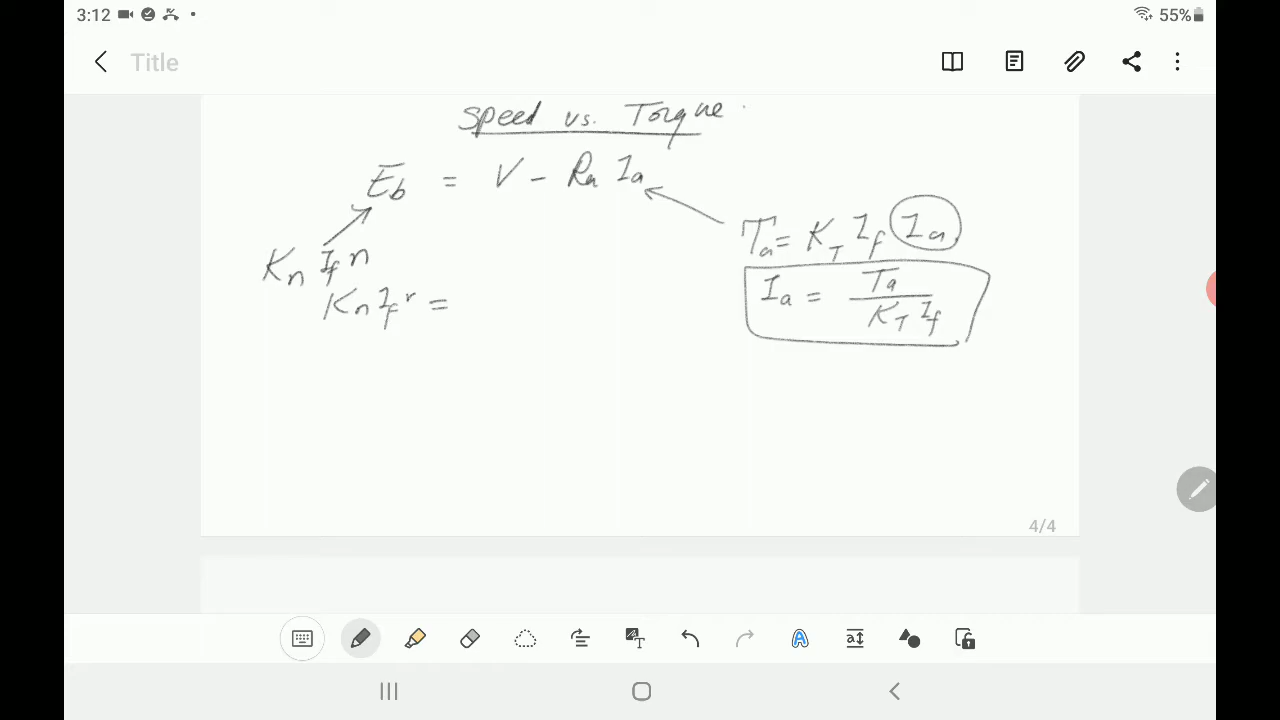 3:12
55%
Title
Speed vs. Torque
Eb = V - Ra Ia
Kn If n
Ta = KT If Ia
Kn If r =
Ia = Ta / KT If
4/4